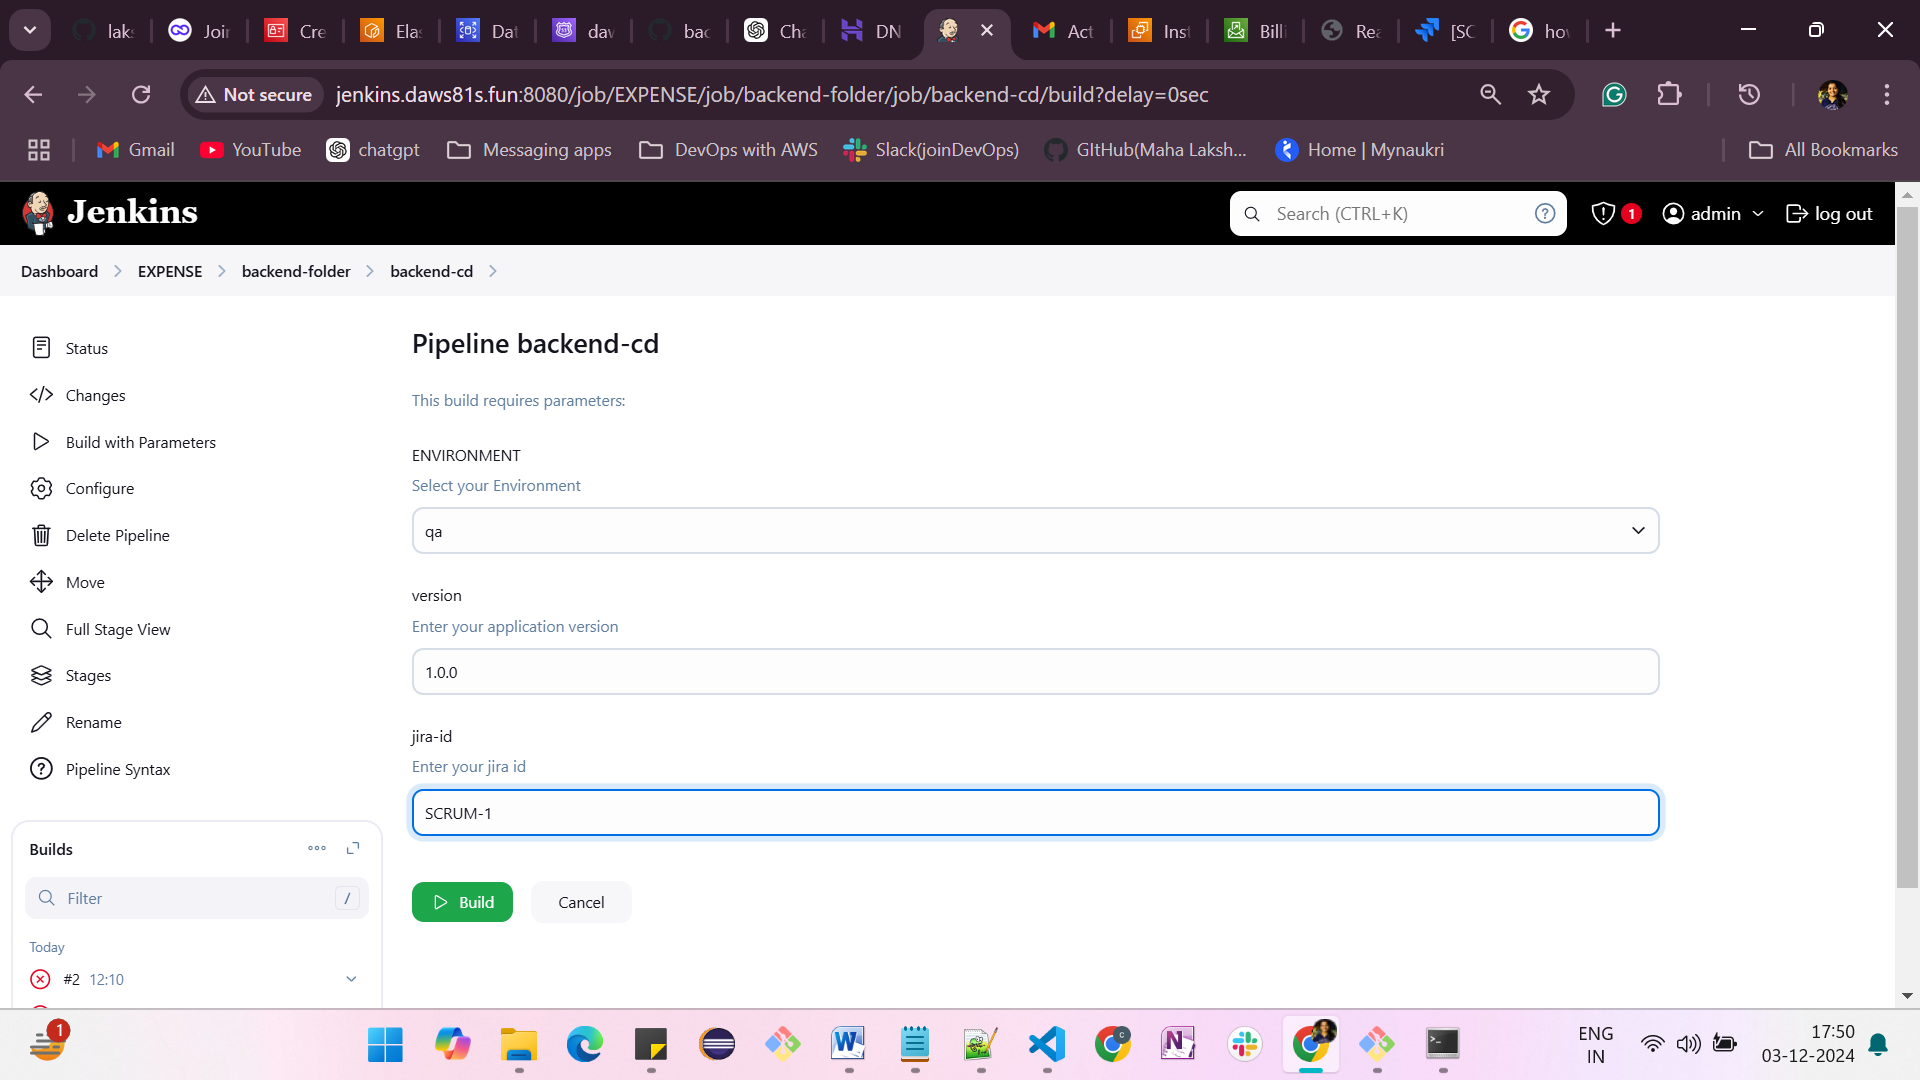 laks
Join
Cre
Elas
Dat
daw
bac
Cha
DN
Act
Inst
Billi
Rea
[SC
how
Not secure
jenkins.daws81s.fun:8080/job/EXPENSE/job/backend-folder/job/backend-cd/build?delay=0sec
Gmail
YouTube
chatgpt
Messaging apps
DevOps with AWS
Slack(joinDevOps)
GItHub(Maha Laksh...
Home | Mynaukri
All Bookmarks
Jenkins
Search (CTRL+K)
?
1
admin
log out
Dashboard
EXPENSE
backend-folder
backend-cd
Status
Changes
Build with Parameters
Configure
Delete Pipeline
Move
Full Stage View
Stages
Rename
Pipeline Syntax
Builds
Filter
/
Today
#2 12:10
Pipeline backend-cd
This build requires parameters:
ENVIRONMENT
Select your Environment
qa
version
Enter your application version
1.0.0
jira-id
Enter your jira id
SCRUM-1
Build
Cancel
1
ENG
IN
17:50
03-12-2024